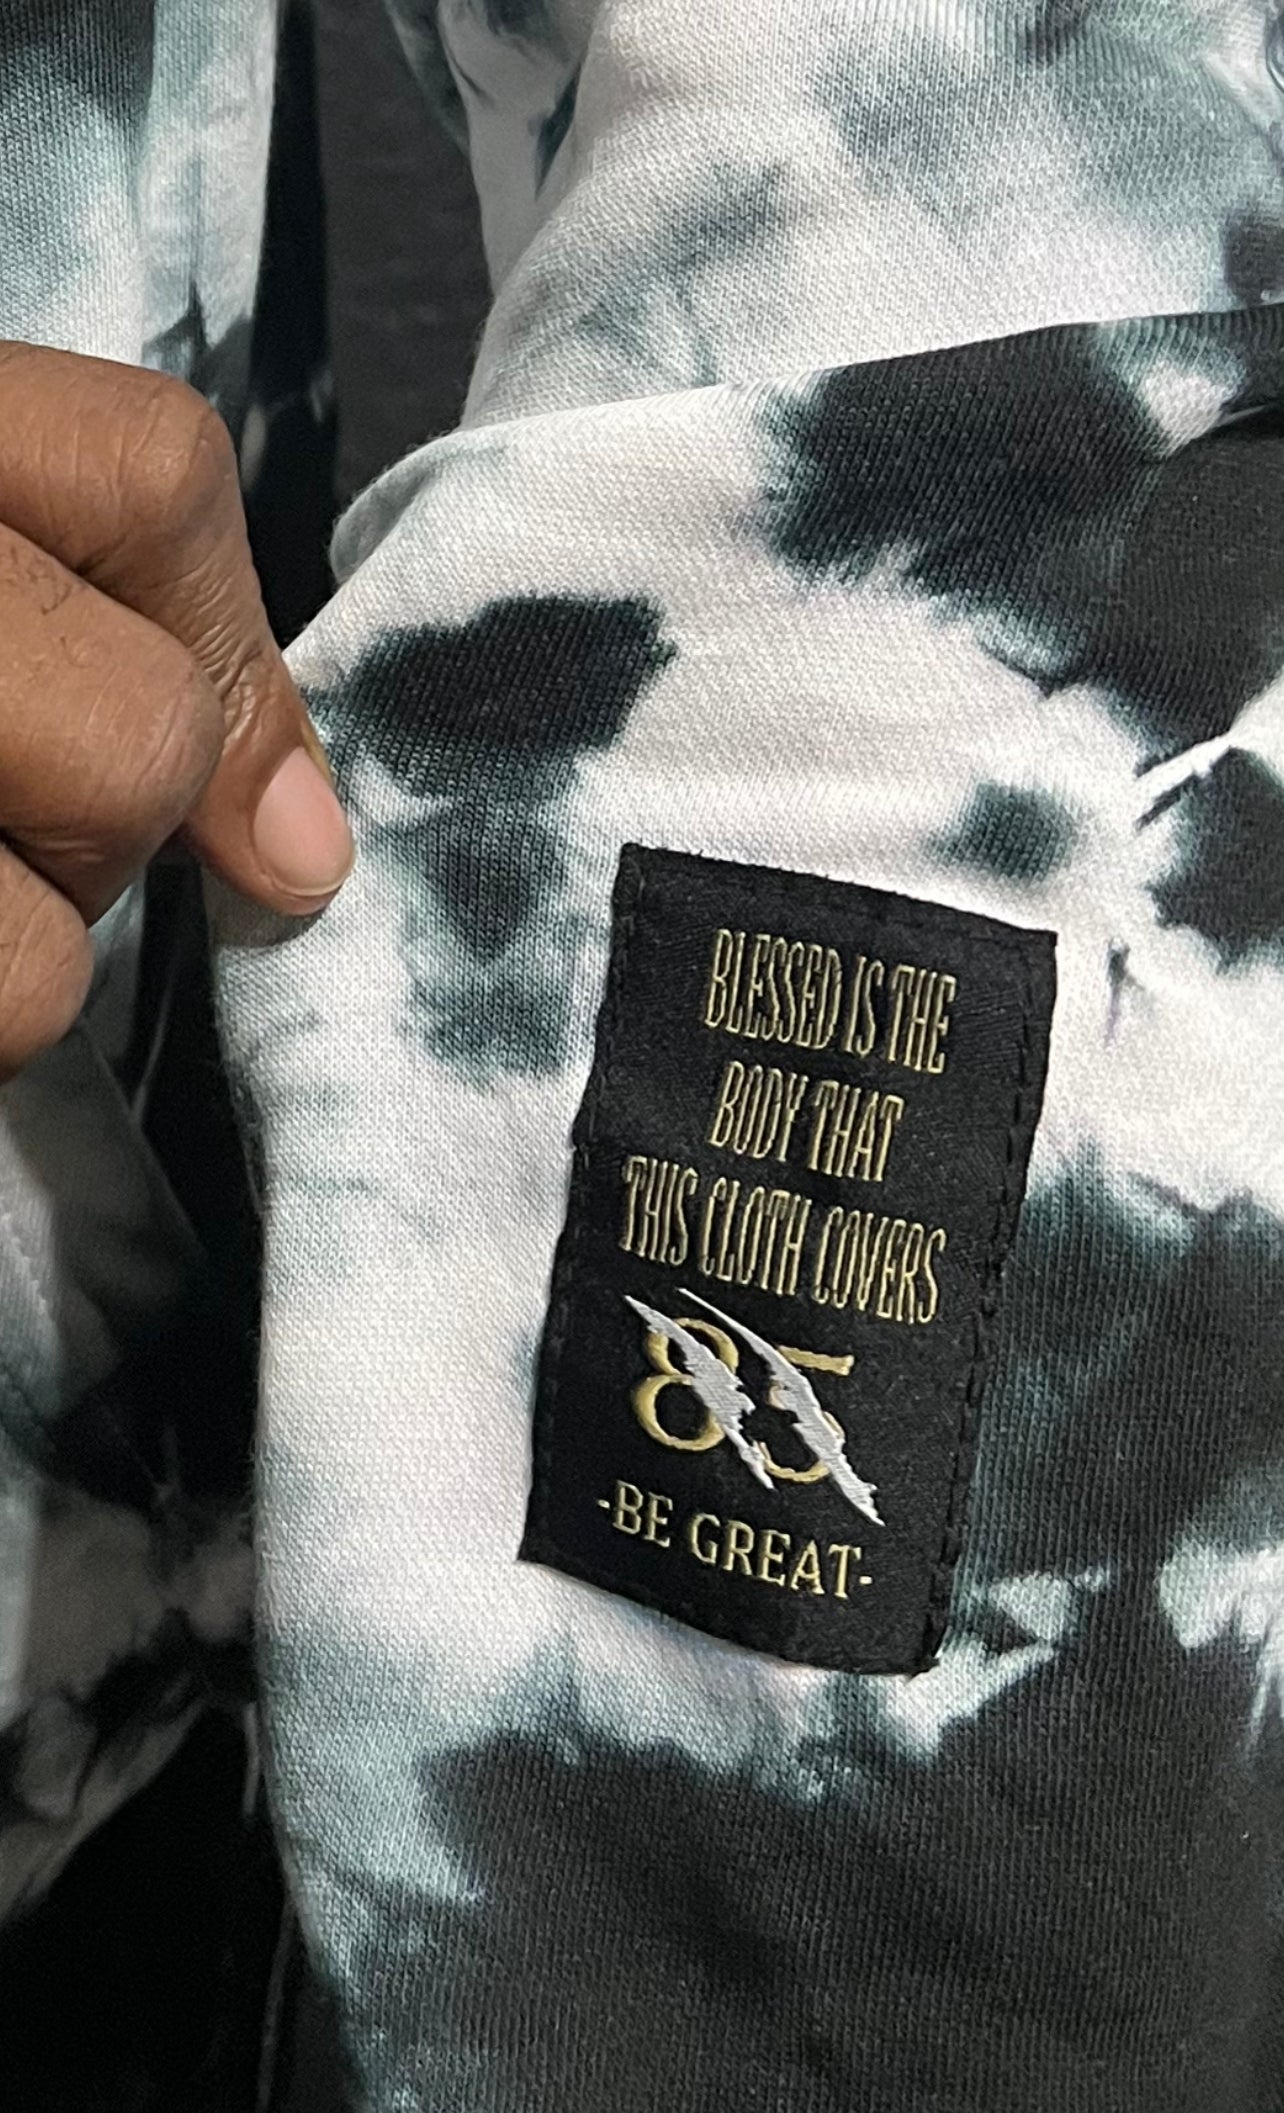 BLESSED IS THE
BODY THAT
THIS CLOTH COVERS
85
-BE GREAT-